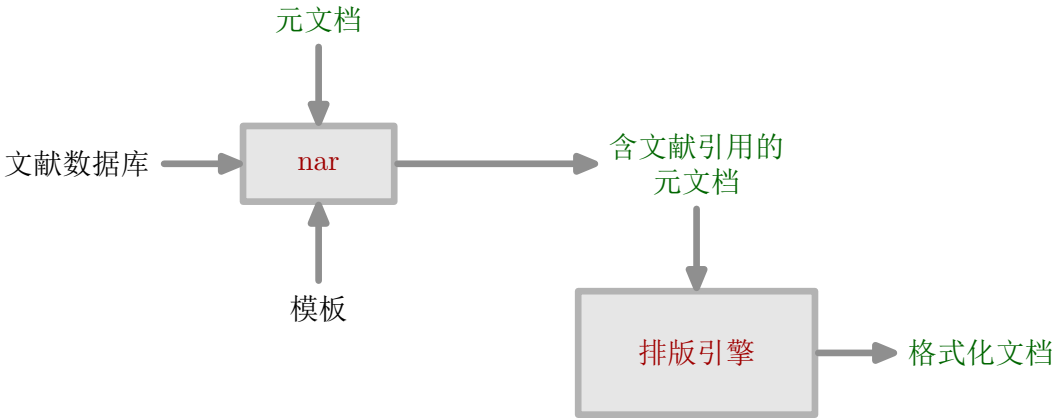 元文档
文献数据库
nar
含文献引用的
元文档
模板
排版引擎
格式化文档